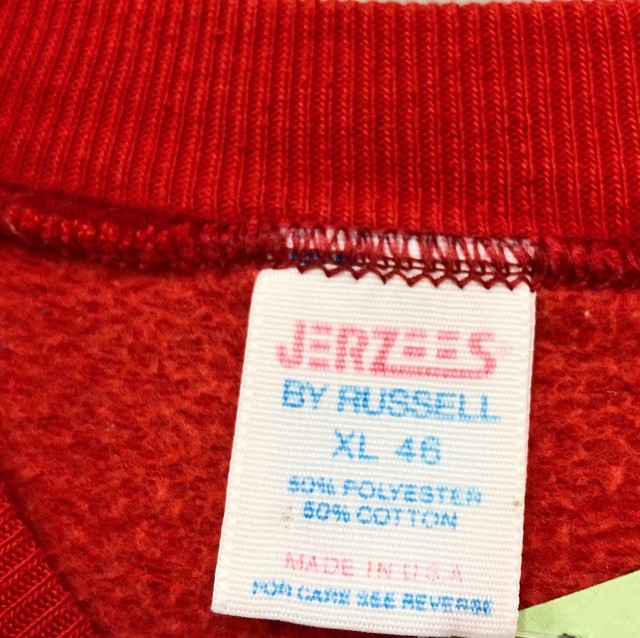 JERZEES
BY RUSSELL
XL 46
50% POLYESTER
50% COTTON
MADE IN U.S.A
FOR CARE SEE REVERSE